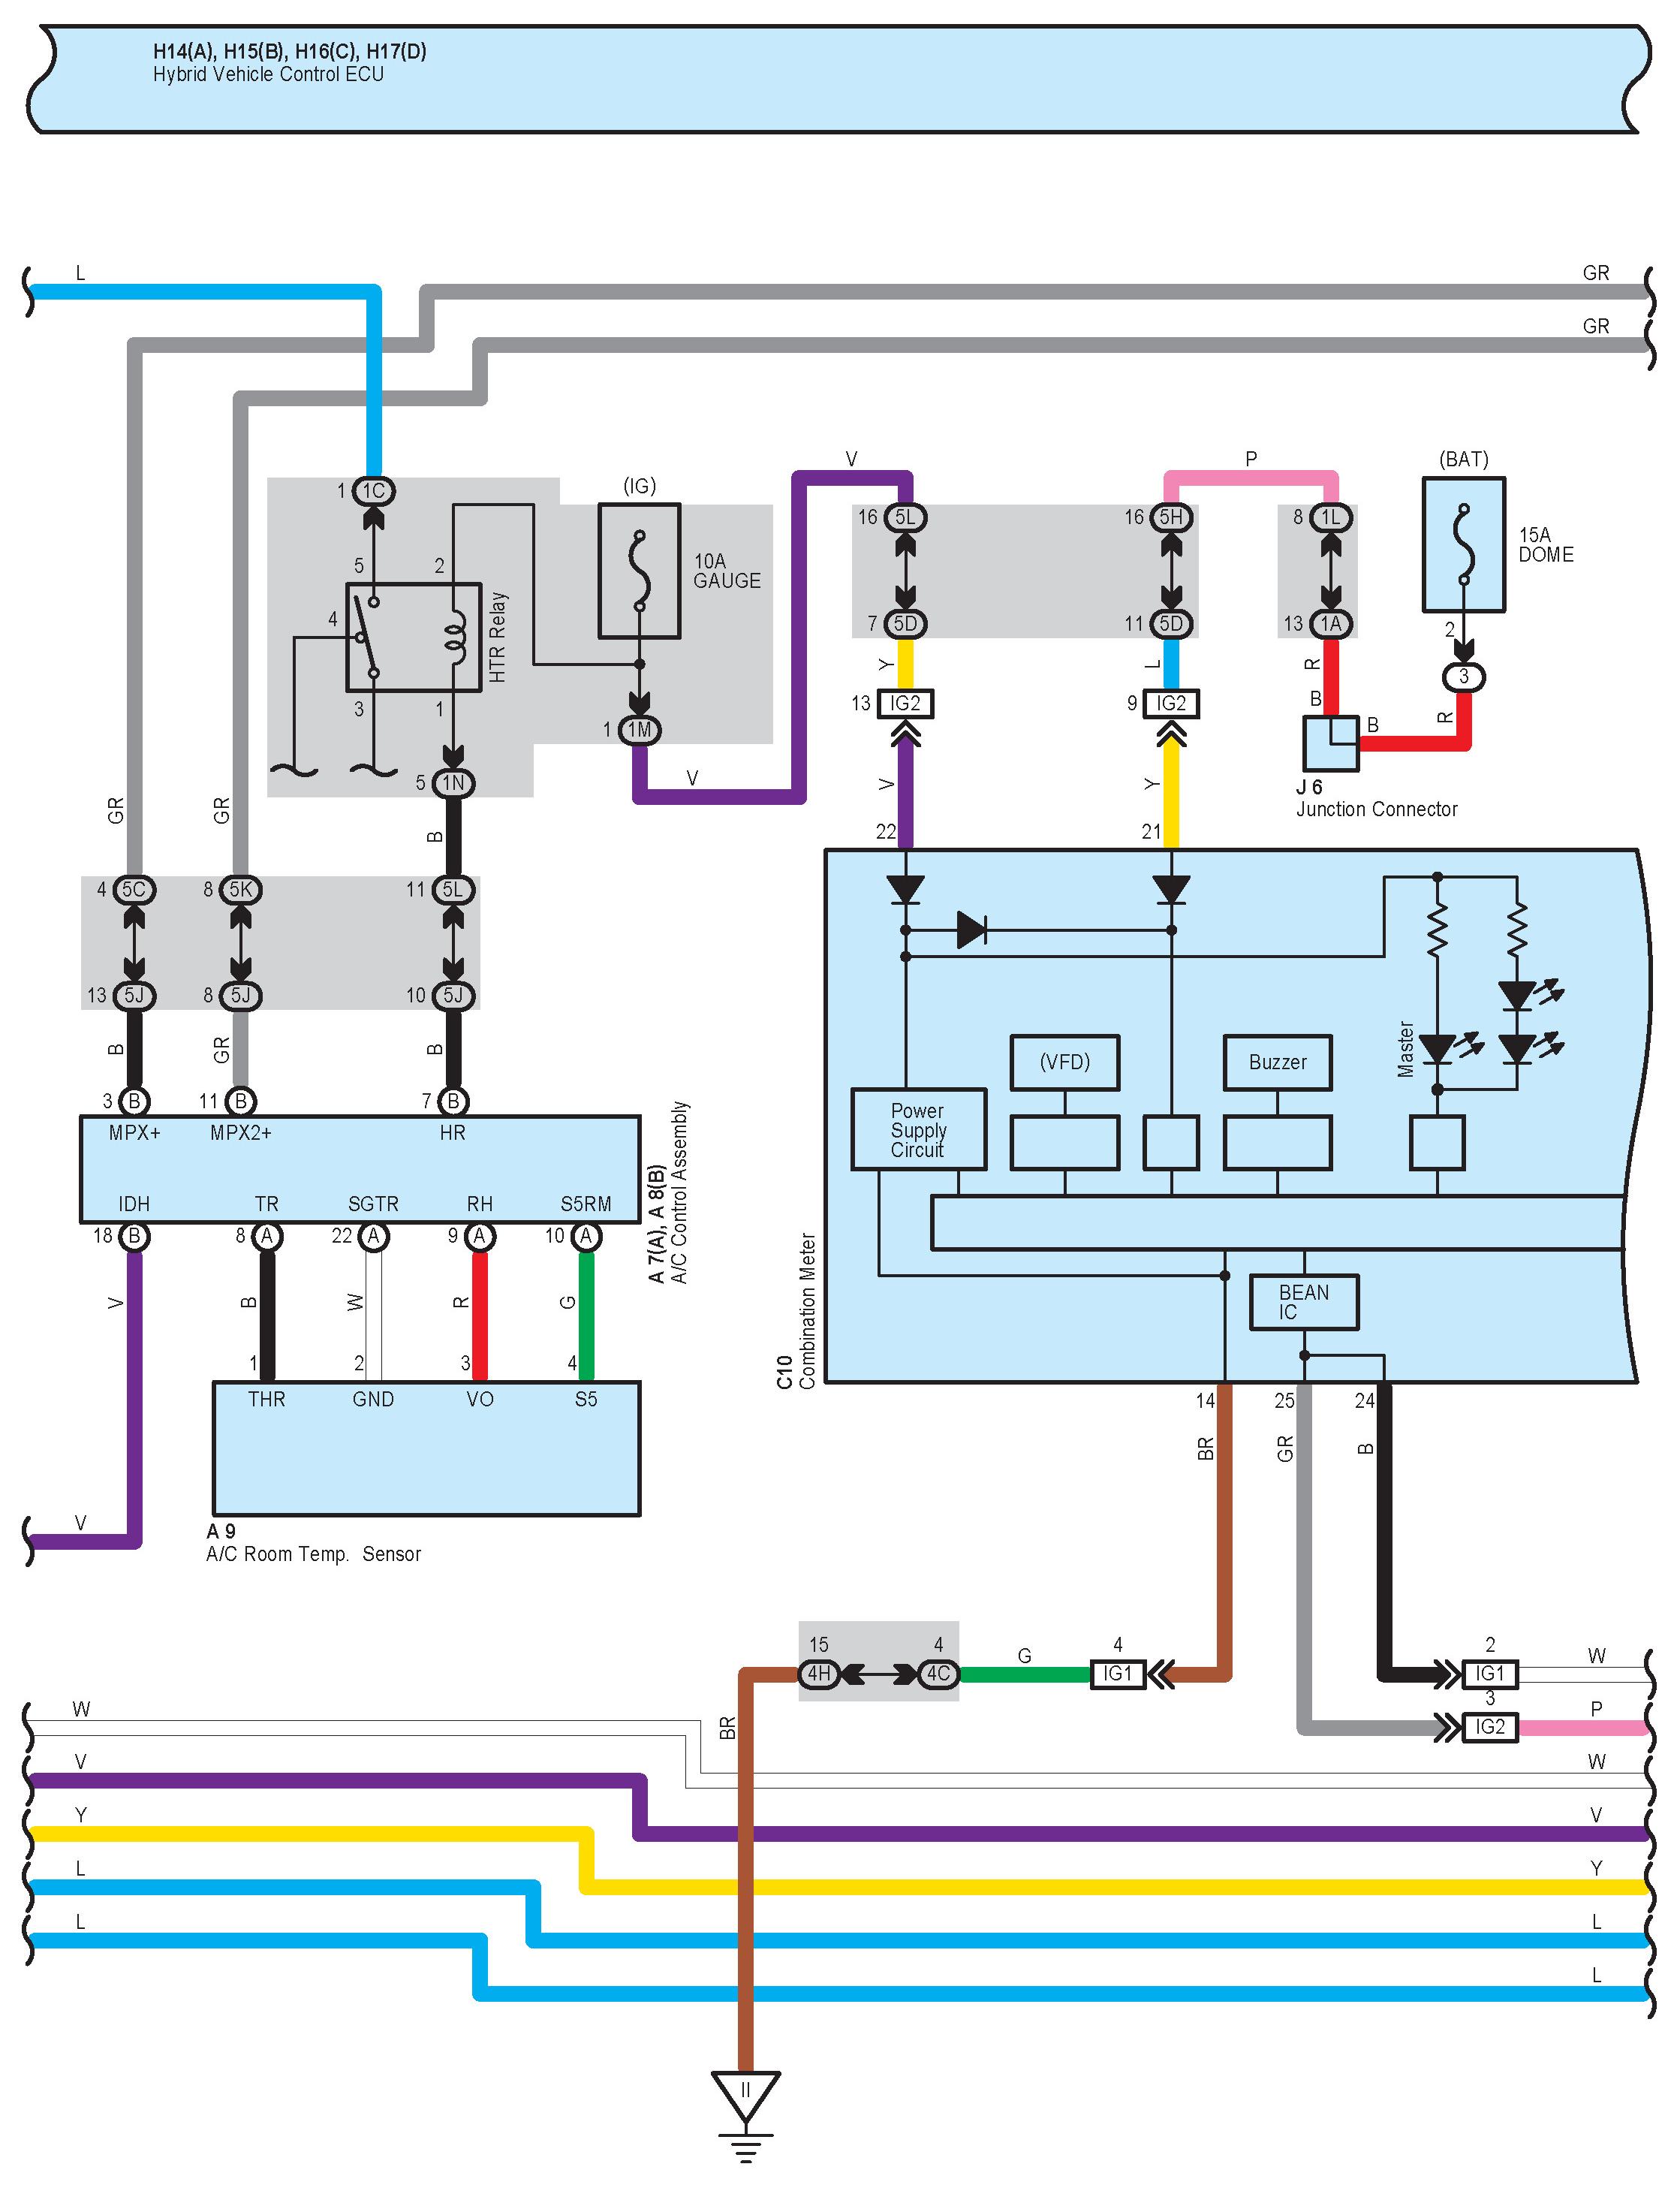 H14(A), H15(B), H16(C), H17(D)
Hybrid Vehicle Control ECU
L
GR
GR
(IG)
V
P
(BAT)
1 1C
16 5L
16 5H
8 1L
15A
DOME
10A
GAUGE
5
2
4
HTR Relay
3
1
7 5D
11 5D
13 1A
2
3
Y
L
R
B
B
R
13 IG2
9 IG2
1 1M
5 1N
V
J 6
Junction Connector
GR
GR
B
V
Y
22
21
4 5C
8 5K
11 5L
13 5J
8 5J
10 5J
B
GR
B
3 B
11 B
7 B
MPX+
MPX2+
HR
IDH
TR
SGTR
RH
S5RM
A 7(A), A 8(B)
A/C Control Assembly
18 B
8 A
22 A
9 A
10 A
V
B
W
R
G
1
2
3
4
THR
GND
VO
S5
A 9
A/C Room Temp. Sensor
V
Master
(VFD)
Buzzer
Power
Supply
Circuit
BEAN
IC
C10
Combination Meter
14
25
24
BR
GR
B
15
4H
4
4C
G
4
IG1
2
IG1
W
3
IG2
P
BR
W
W
V
V
Y
Y
L
L
L
L
II